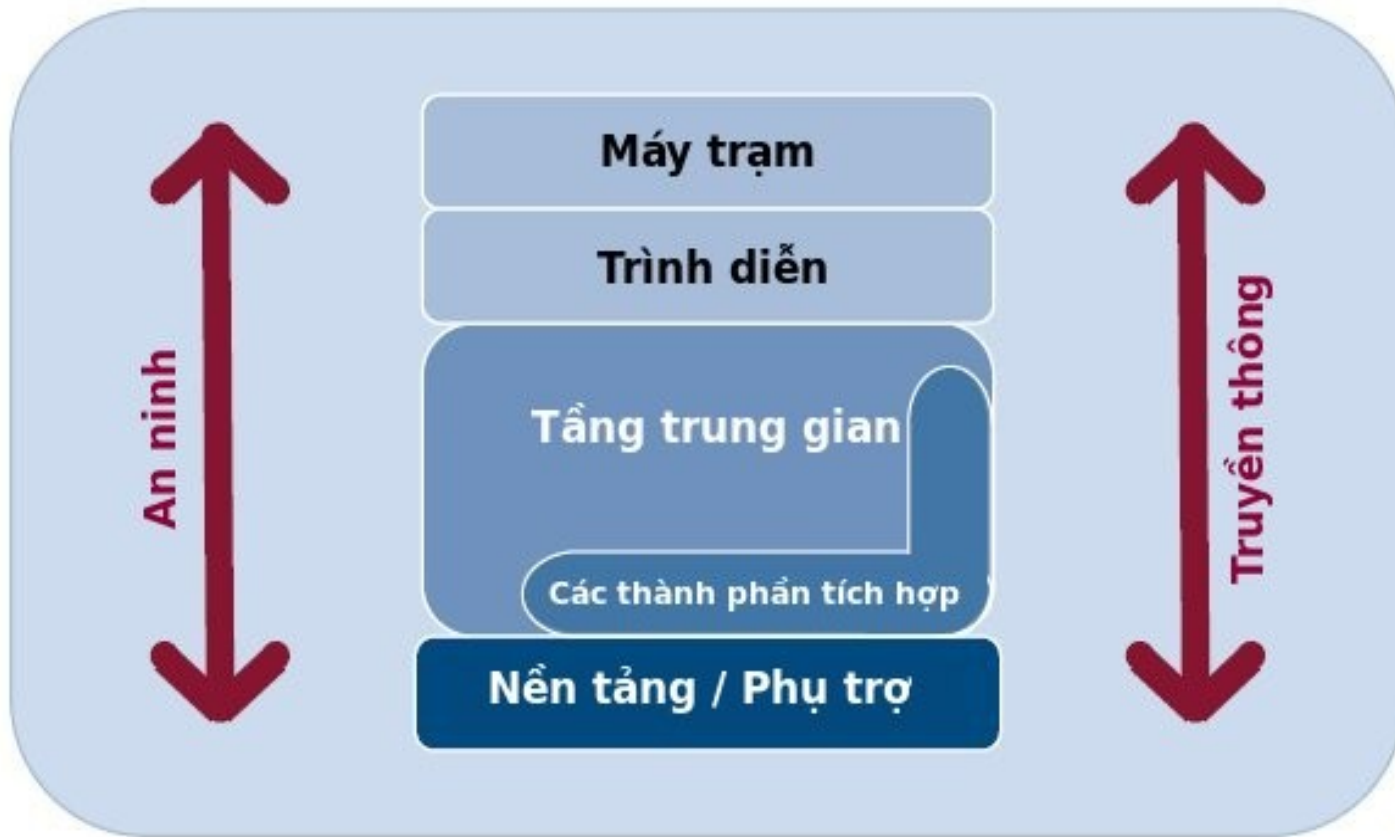 Máy trạm
Trình diễn
Tầng trung gian
Các thành phần tích hợp
Nền tảng / Phụ trợ
An ninh
Truyền thông